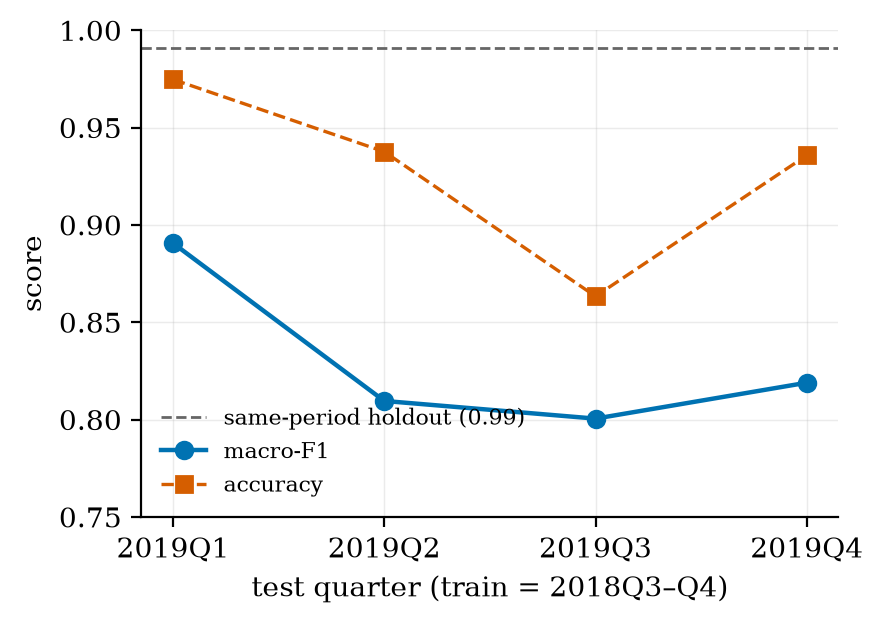 1.00
0.95
0.90
0.85
0.80
0.75
score
same-period holdout (0.99)
macro-F1
accuracy
2019Q1 2019Q2 2019Q3 2019Q4
test quarter (train = 2018Q3–Q4)